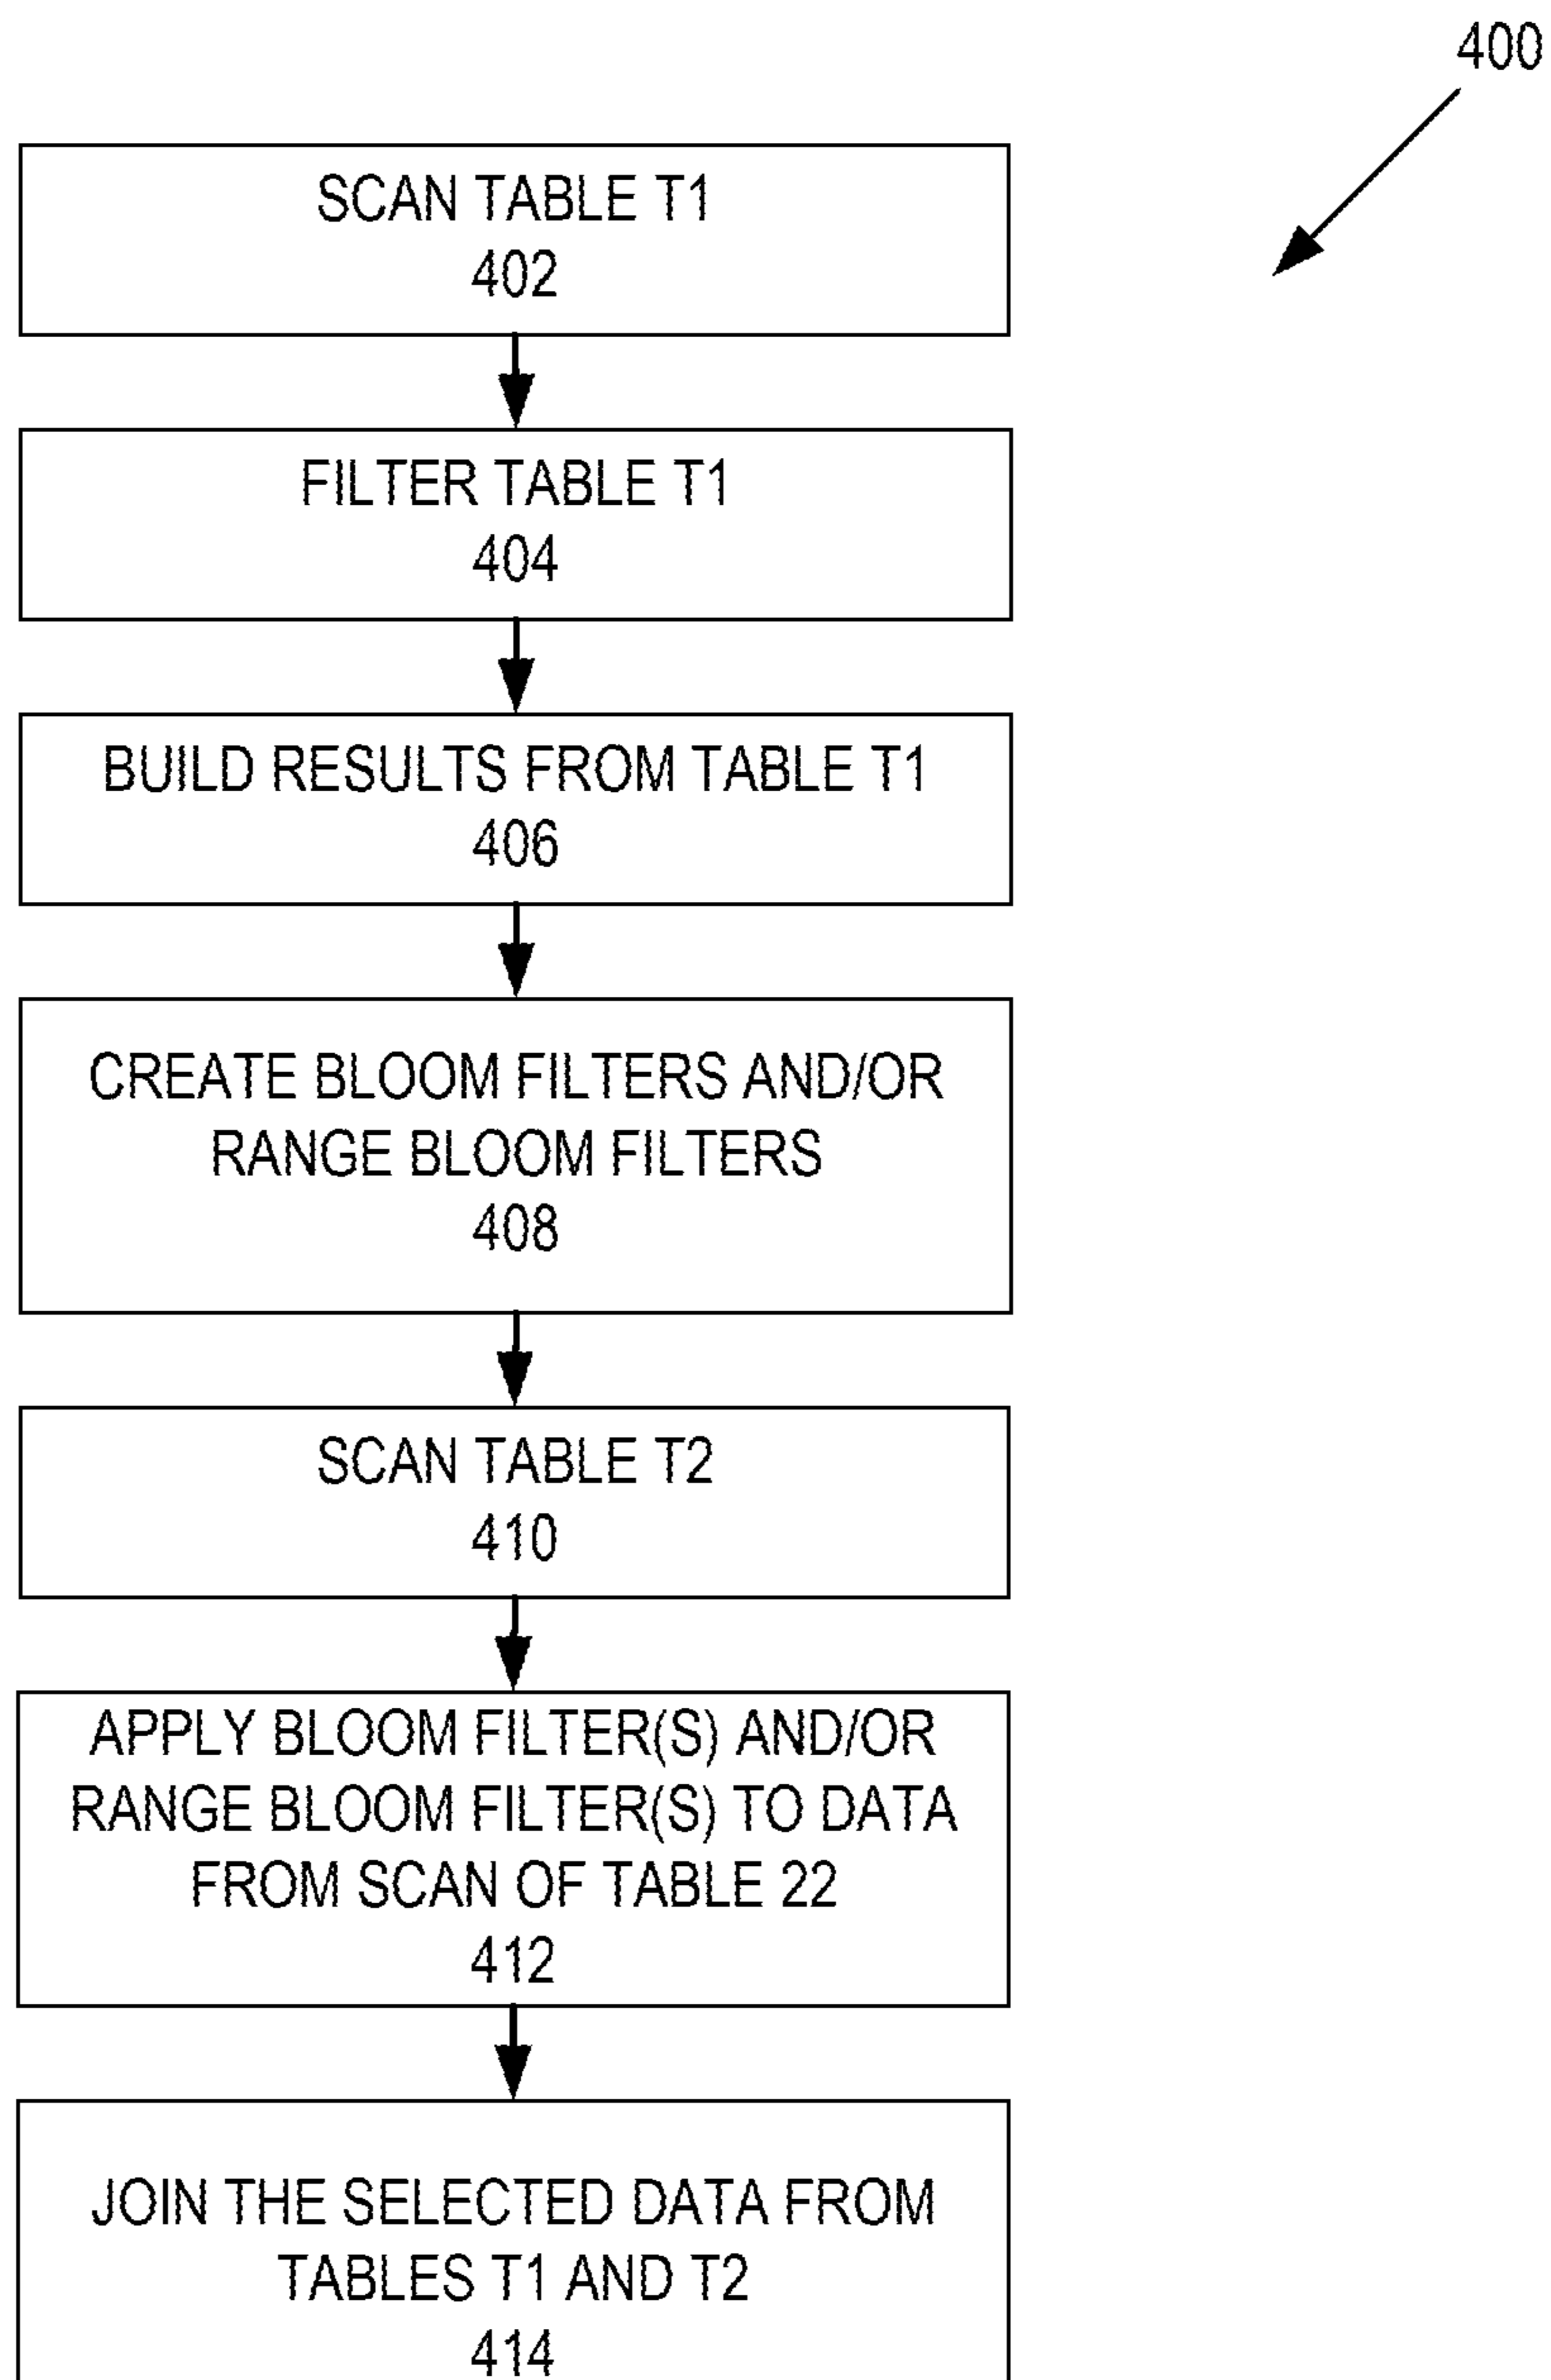 400
SCAN TABLE T1
402
FILTER TABLE T1
404
BUILD RESULTS FROM TABLE T1
406
CREATE BLOOM FILTERS AND/OR
RANGE BLOOM FILTERS
408
SCAN TABLE T2
410
APPLY BLOOM FILTER(S) AND/OR
RANGE BLOOM FILTER(S) TO DATA
FROM SCAN OF TABLE 22
412
JOIN THE SELECTED DATA FROM
TABLES T1 AND T2
414